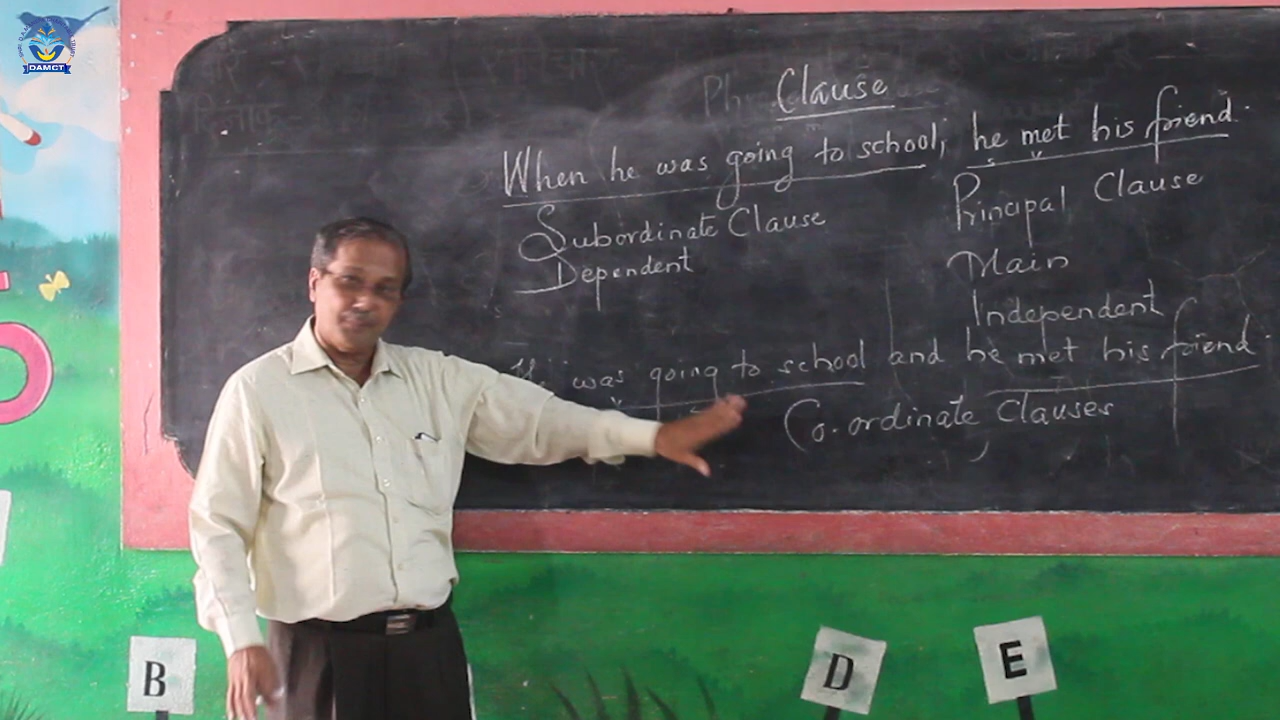 DAMCT
Clause
When he was going to school, he met his friend.
s v
Subordinate Clause
Principal Clause
Dependent
Main
Independent
He was going to school and he met his friend.
v
Co-ordinate Clauses
B
D
E